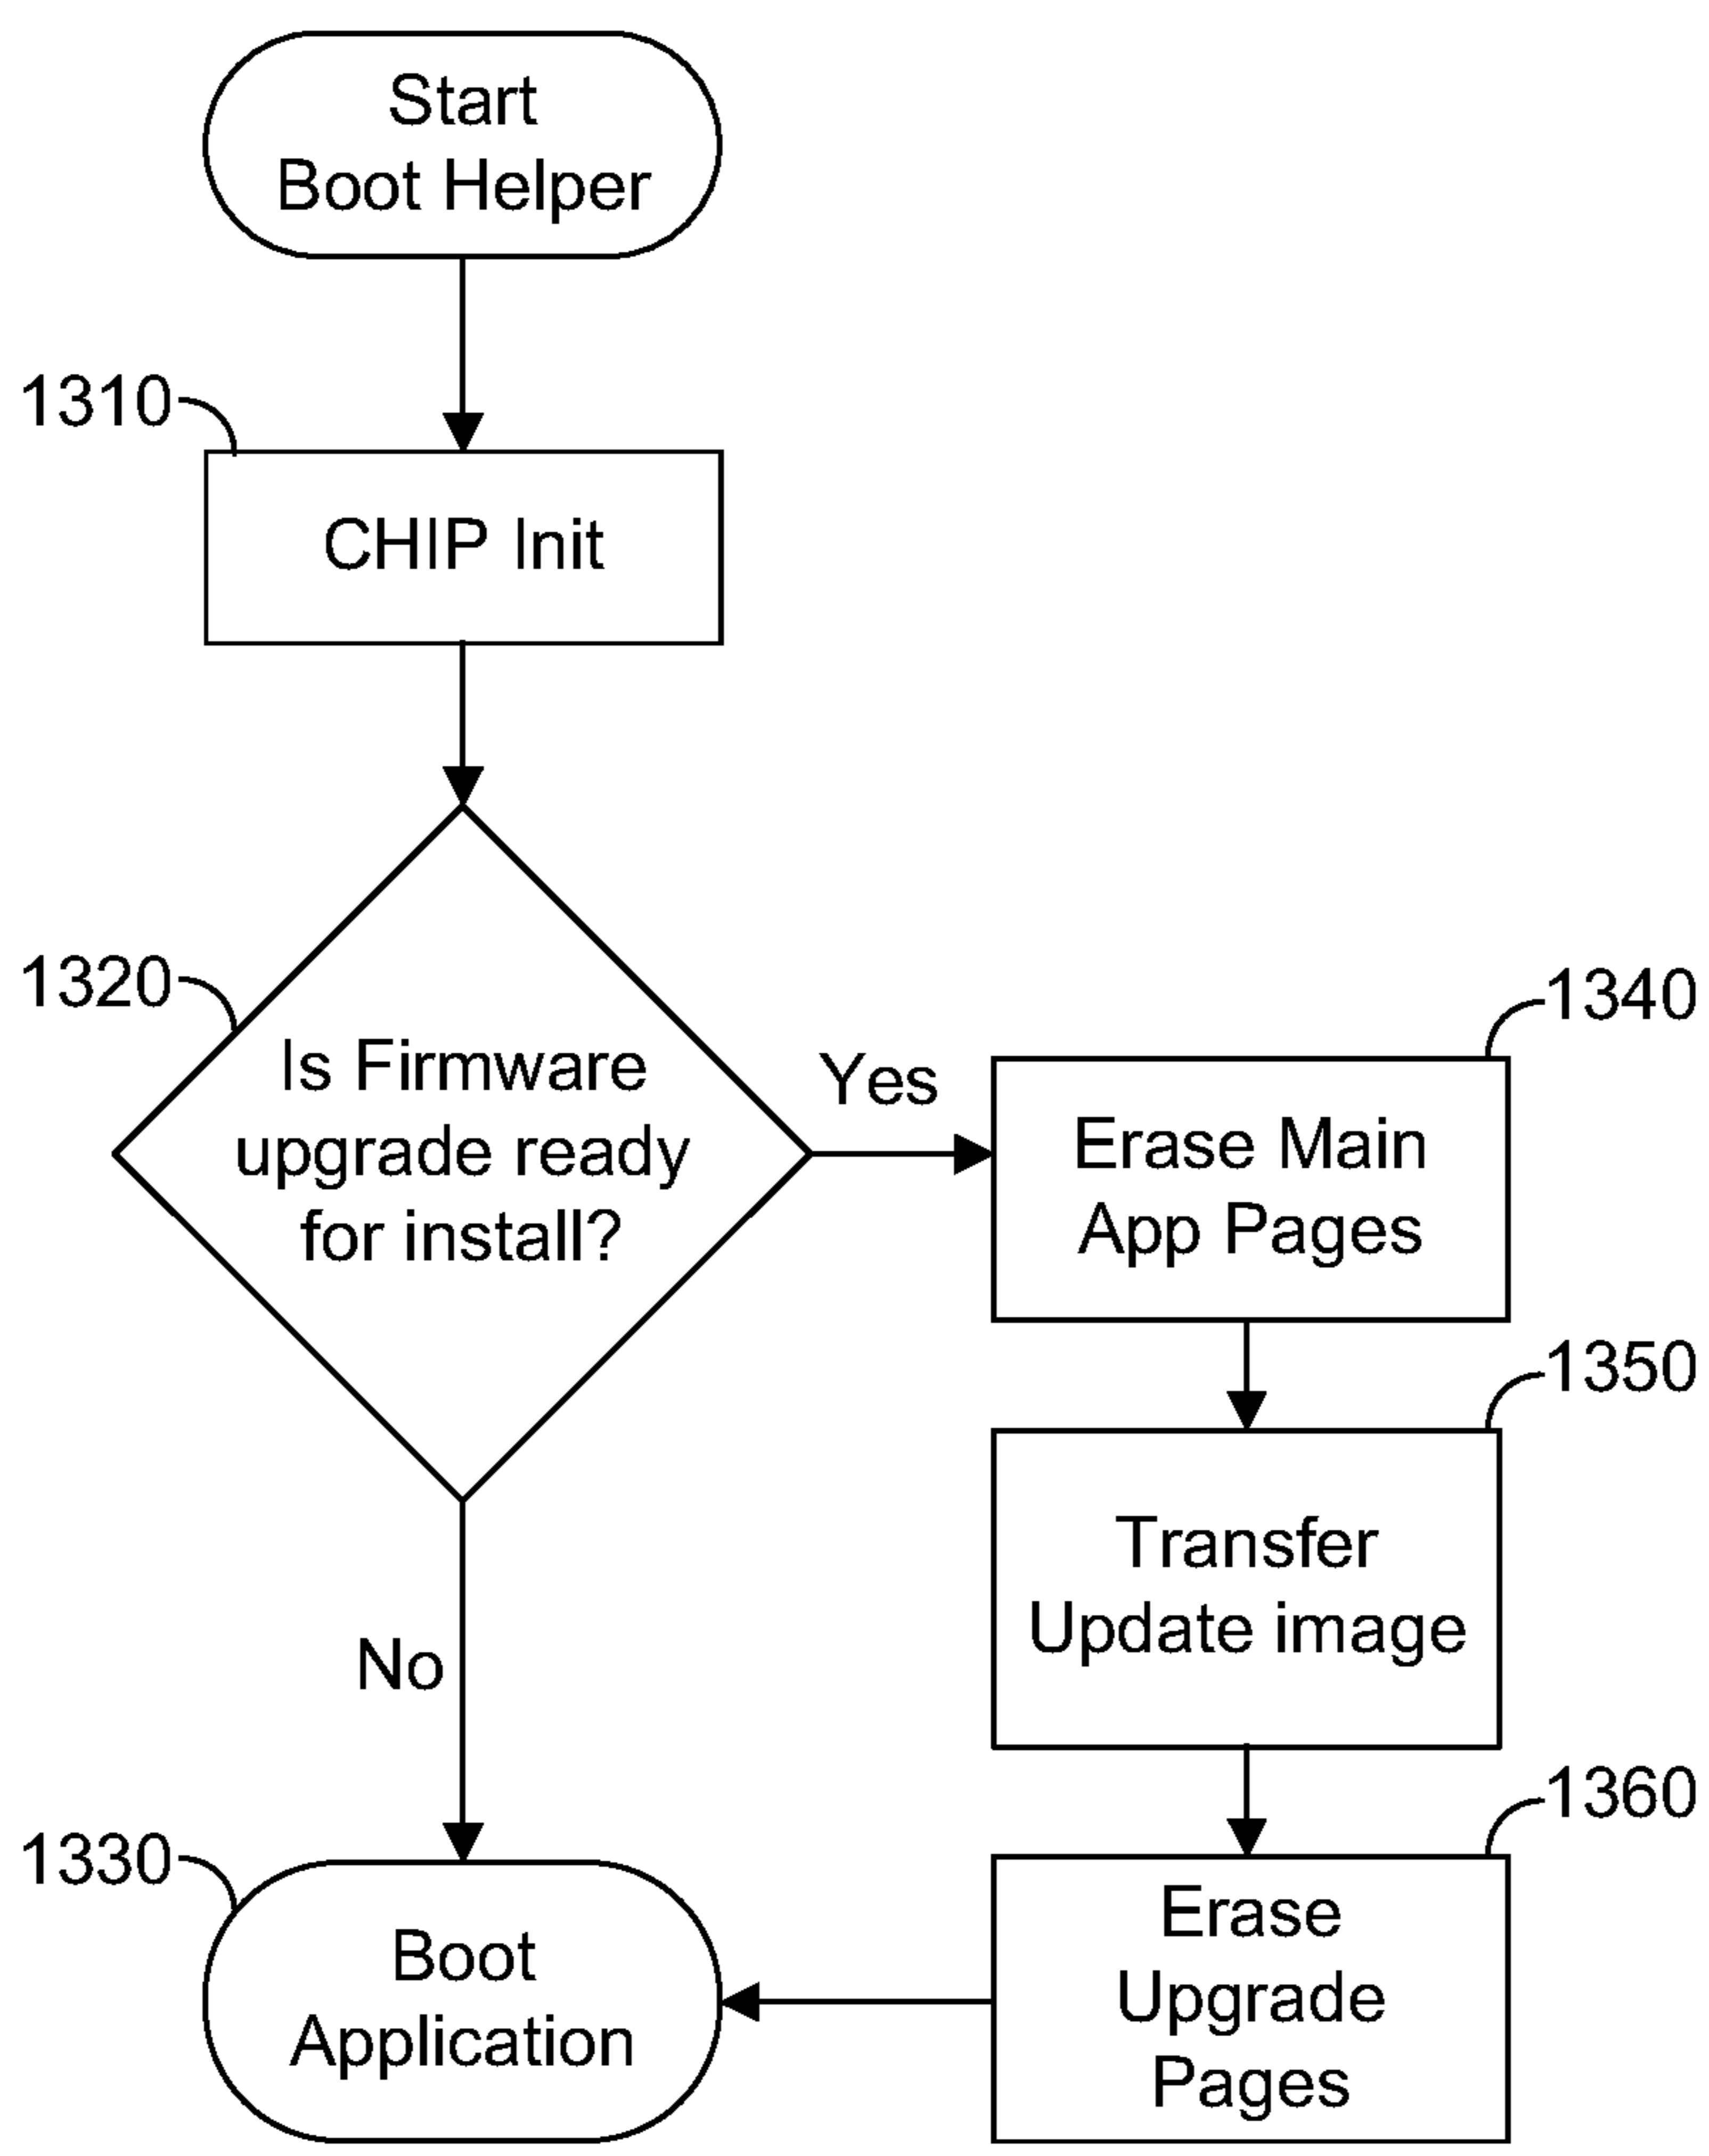 Start
Boot Helper
1310
CHIP Init
1320
Is Firmware
upgrade ready
for install?
Yes
1340
Erase Main
App Pages
1350
Transfer
Update image
No
1360
Erase
Upgrade
Pages
1330
Boot
Application